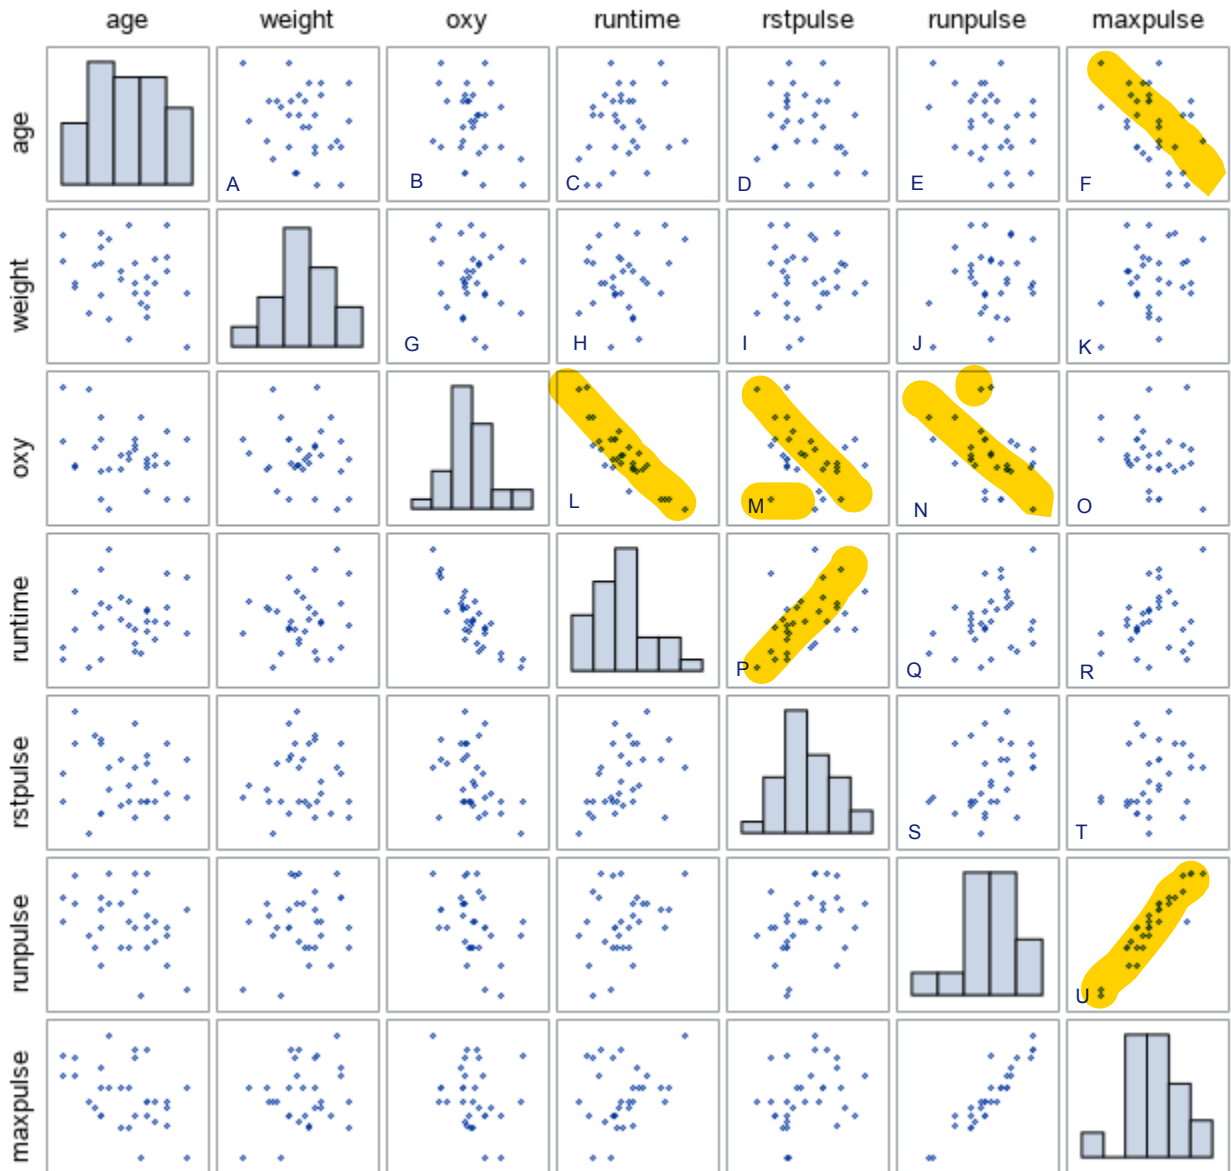 age weight oxy runtime rstpulse runpulse maxpulse
age A B C D E F
weight G H I J K
oxy L M N O
runtime P Q R
rstpulse S T
runpulse U
maxpulse